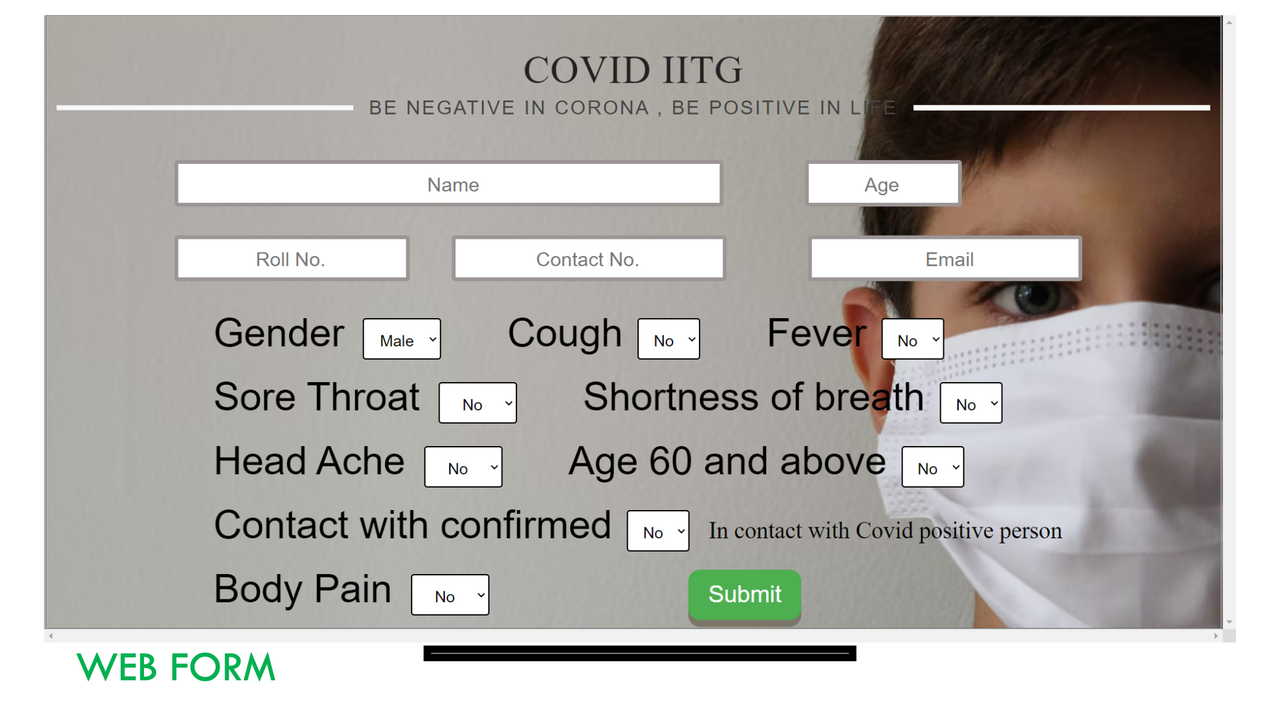 COVID IITG
BE NEGATIVE IN CORONA , BE POSITIVE IN LIFE
Name Age
Roll No. Contact No. Email
Gender Male Cough No Fever No
Sore Throat No Shortness of breath No
Head Ache No Age 60 and above No
Contact with confirmed No In contact with Covid positive person
Body Pain No Submit
WEB FORM